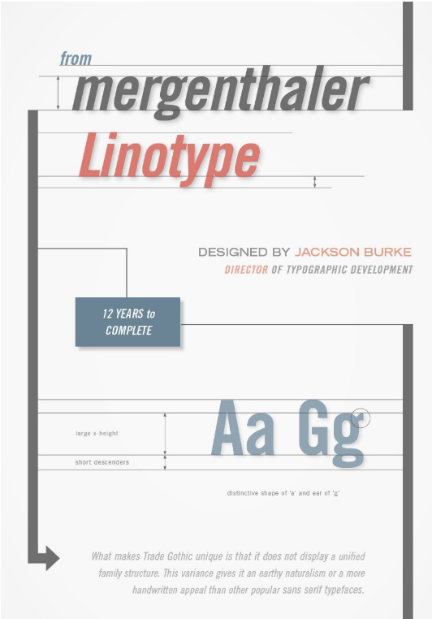 from
mergenthaler
Linotype
DESIGNED BY JACKSON BURKE
DIRECTOR OF TYPOGRAPHIC DEVELOPMENT
12 YEARS to
COMPLETE
Aa Gg
large x-height
short descenders
distinctive shape of 'a' and ear of 'g'
What makes Trade Gothic unique is that it does not display a unified
family structure. This variance gives it an earthy naturalism or a more
handwritten appeal than other popular sans serif typefaces.